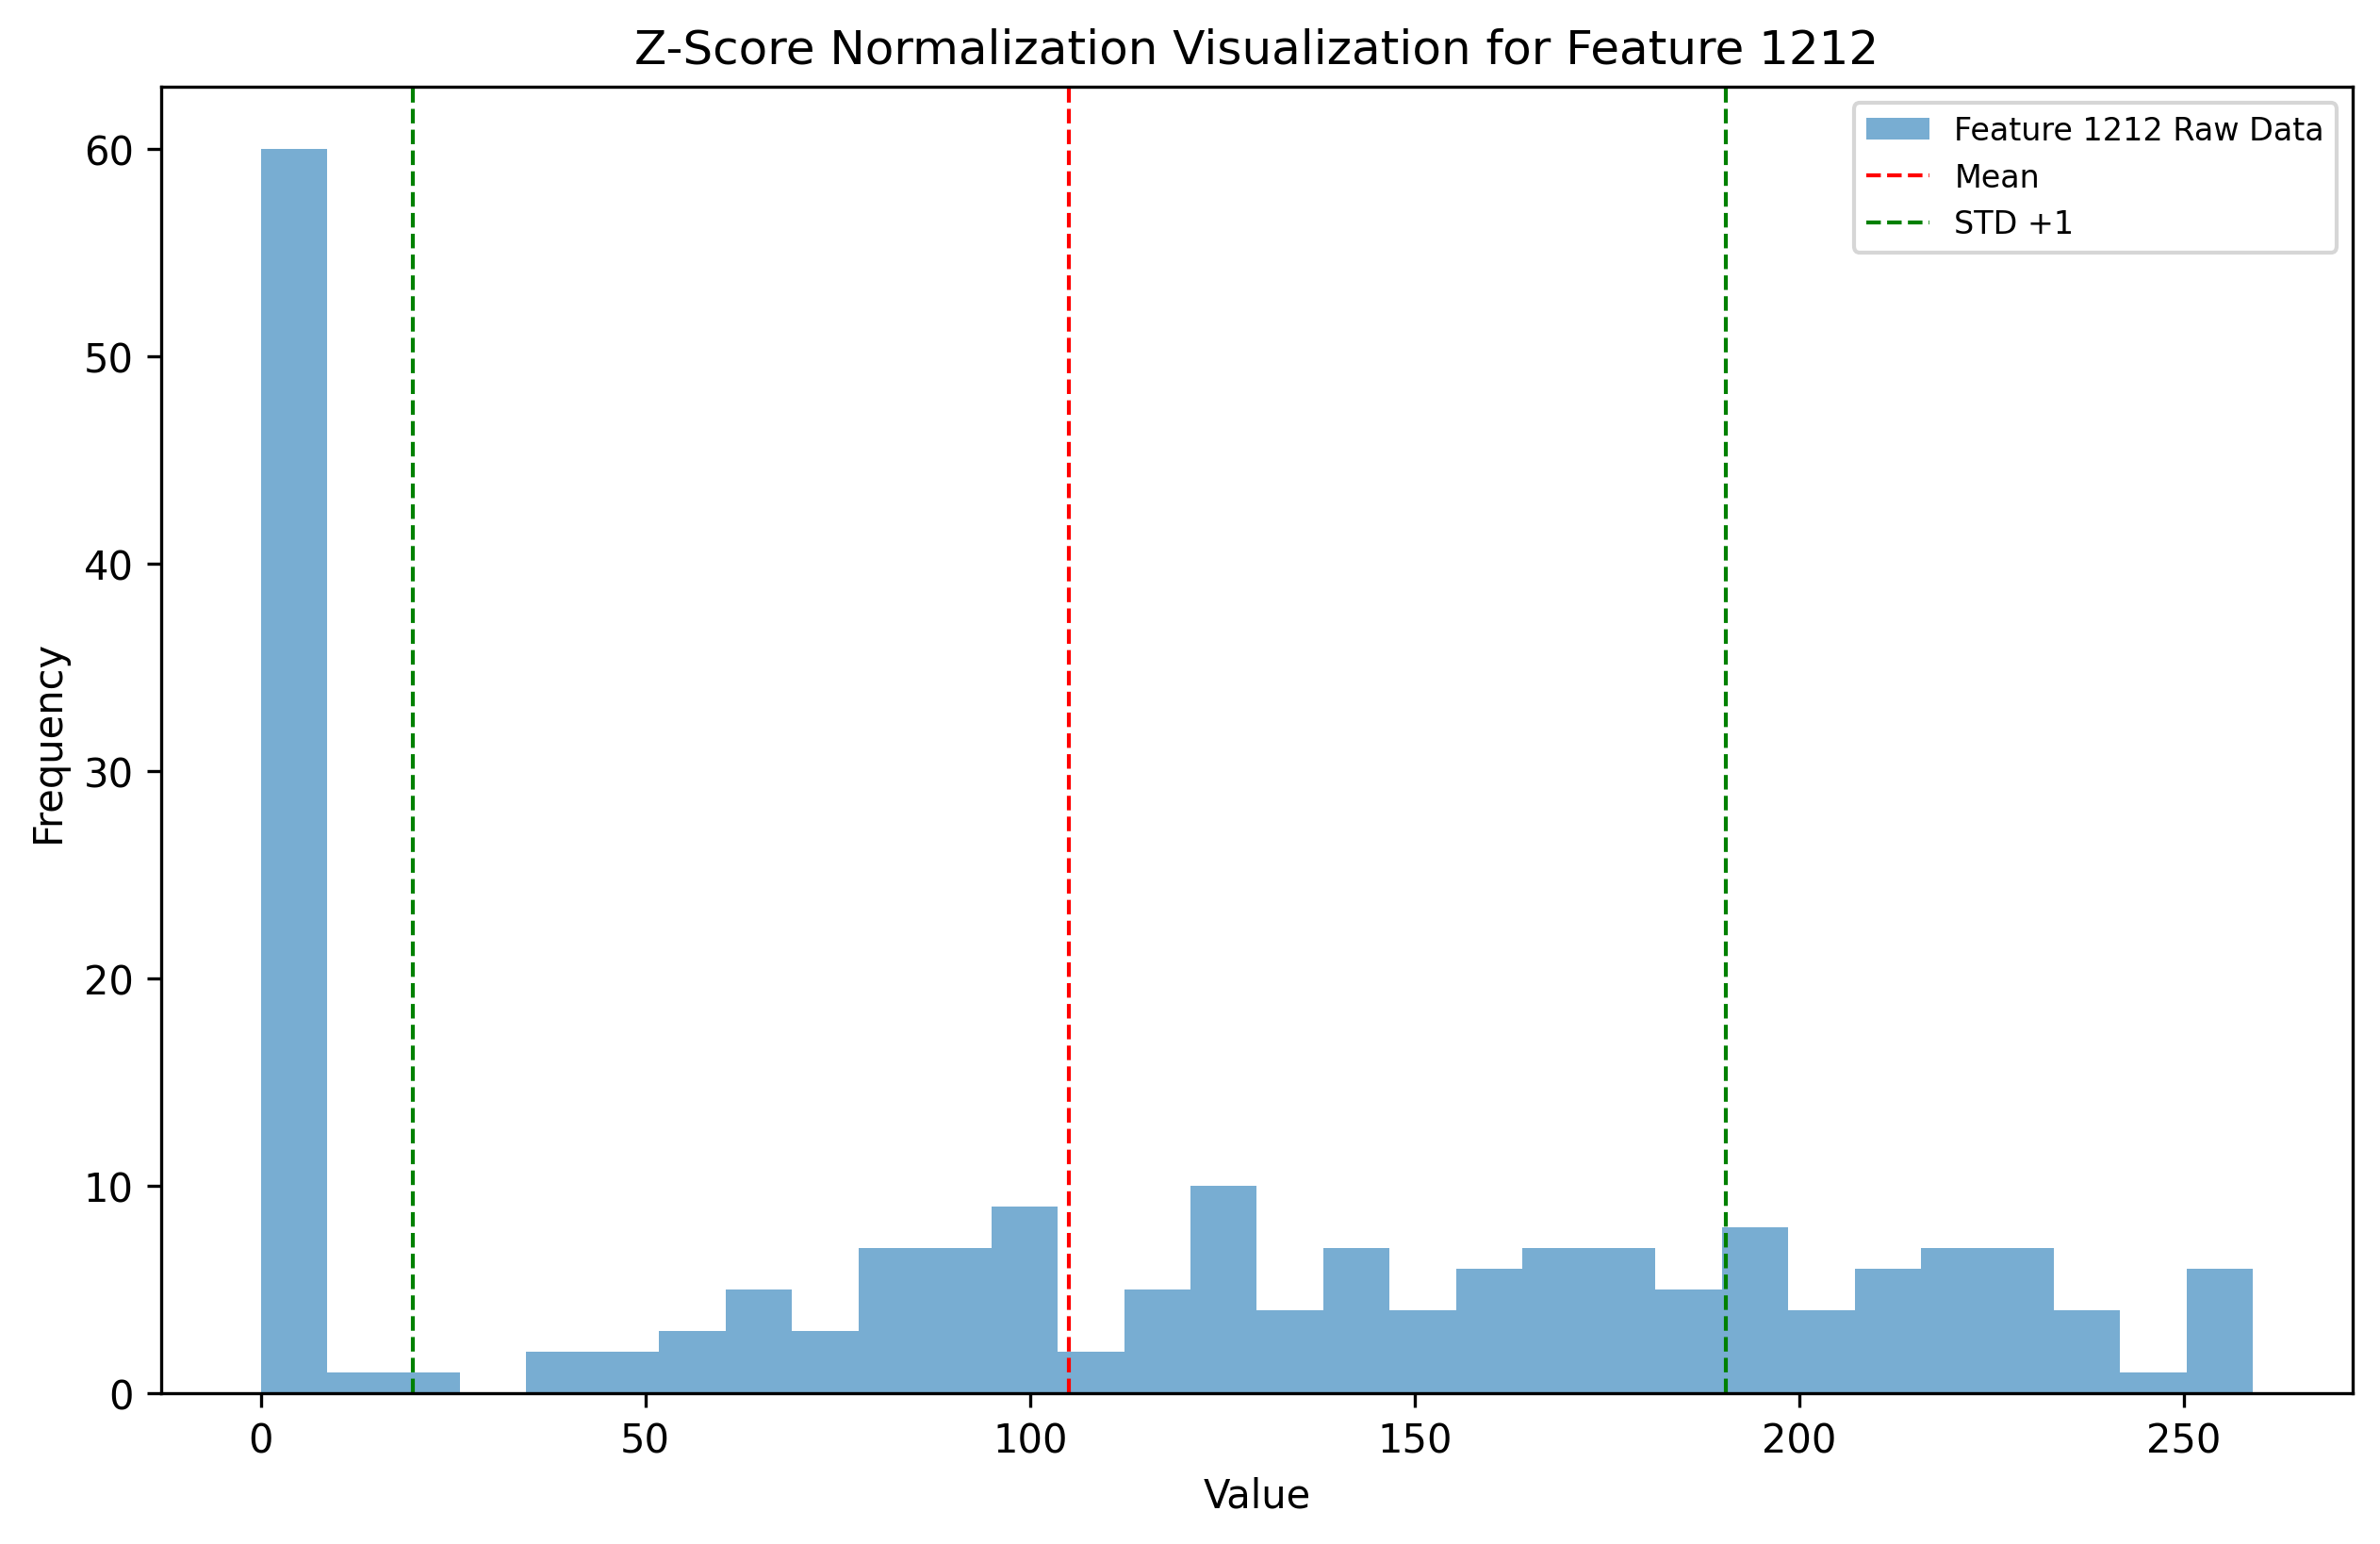 Z-Score Normalization Visualization for Feature 1212
Feature 1212 Raw Data
Mean
STD +1
60
50
40
30
20
10
0
Frequency
0 50 100 150 200 250
Value